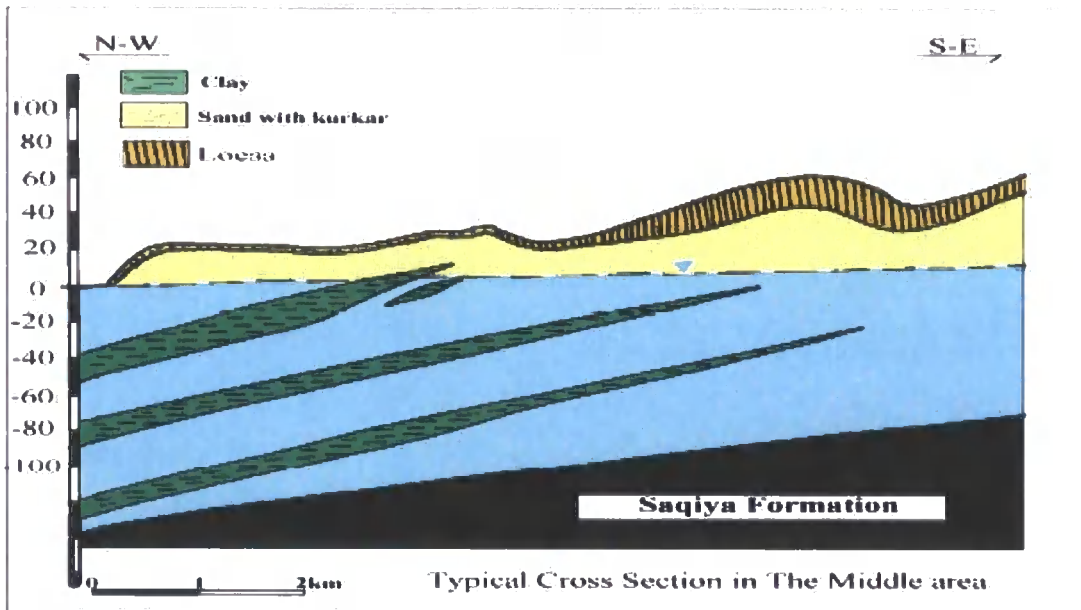 N-W
S-E
Clay
Sand with kurkar
Loess
100
80
60
40
20
0
-20
-40
-60
-80
-100
Saqiya Formation
0
2km
Typical Cross Section in The Middle area